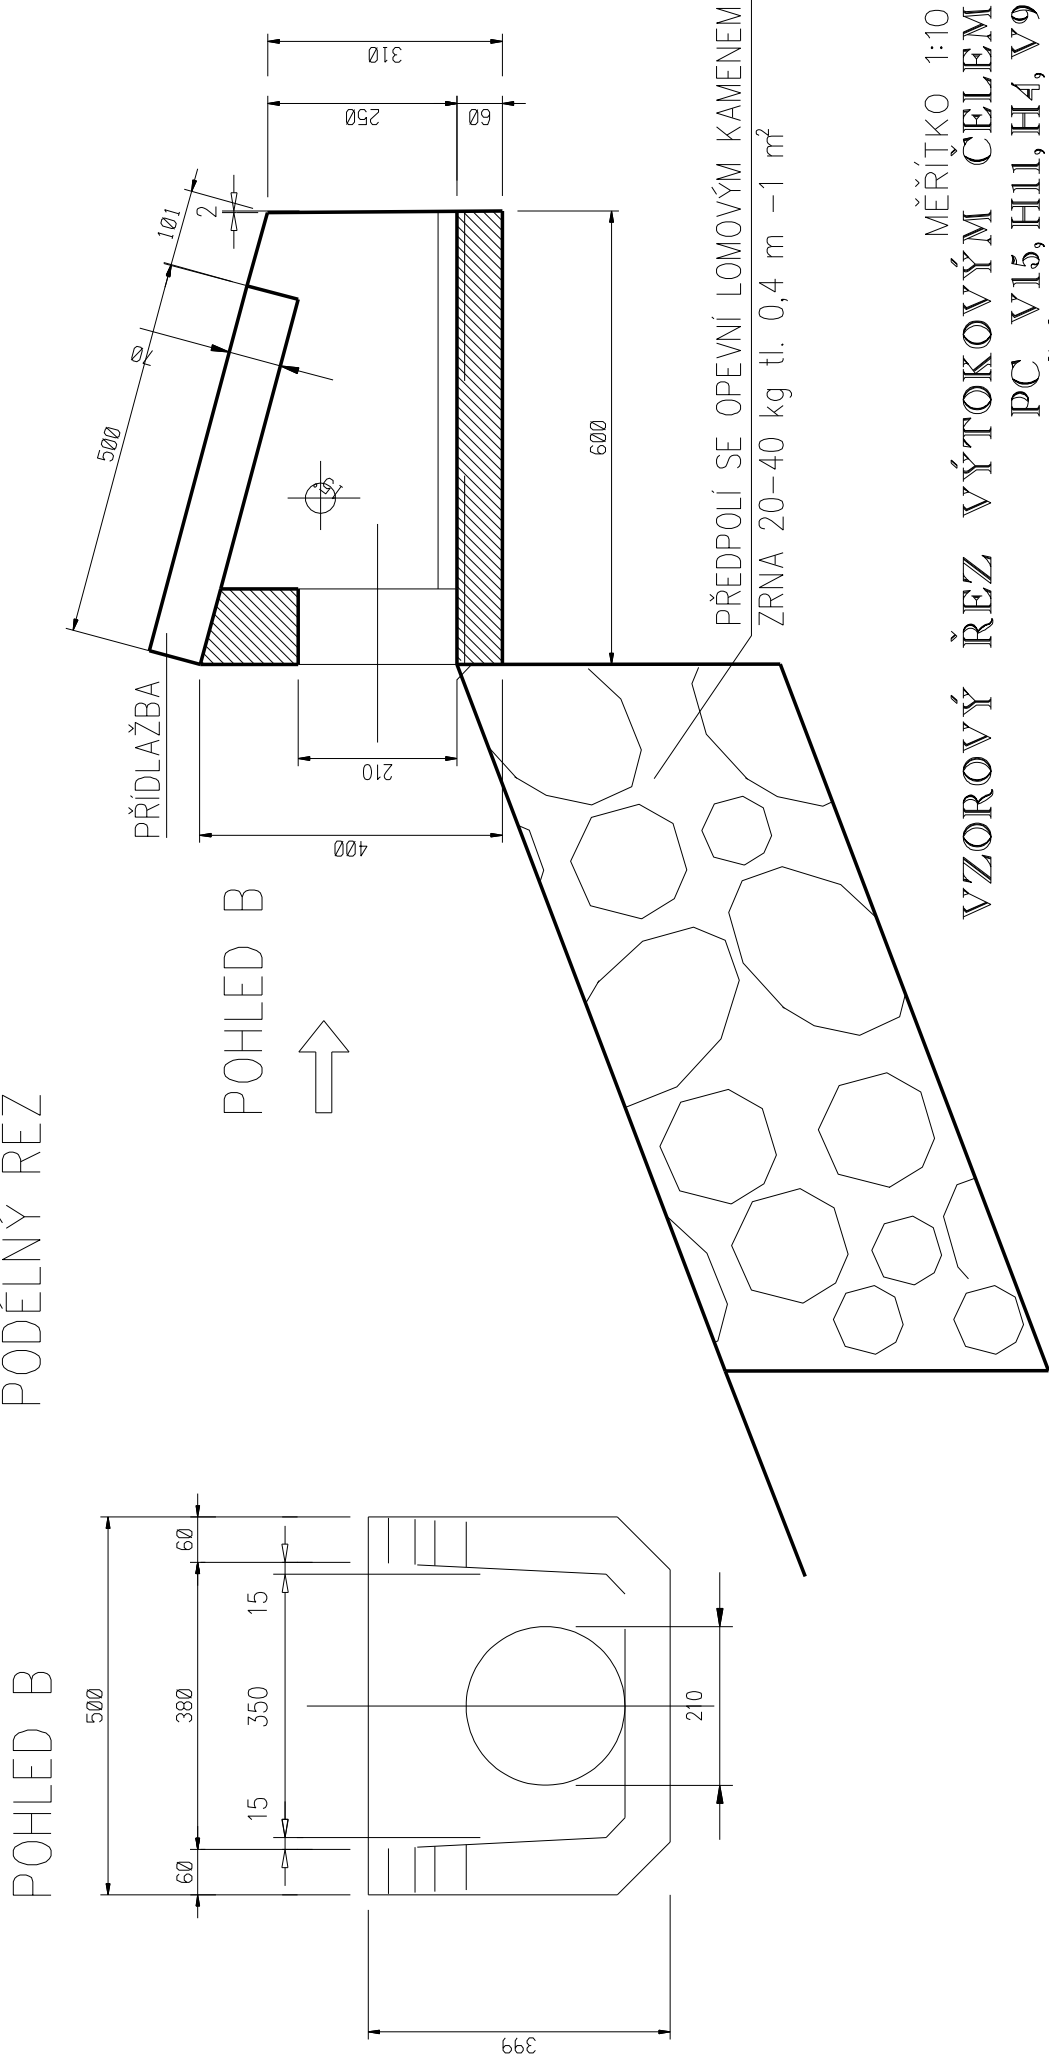 PODÉLNÝ ŘEZ
POHLED B
500
60
380
60
15
350
15
210
399
POHLED B
PŘÍDLAŽBA
500
101
2
70
15
310
250
60
210
400
600
PŘEDPOLÍ SE OPEVNÍ LOMOVÝM KAMENEM
ZRNA 20-40 kg tl. 0,4 m -1 m²
MĚŘÍTKO 1:10
VZOROVÝ ŘEZ VÝTOKOVÝM ČELEM
PC V15, H11, H4, V9